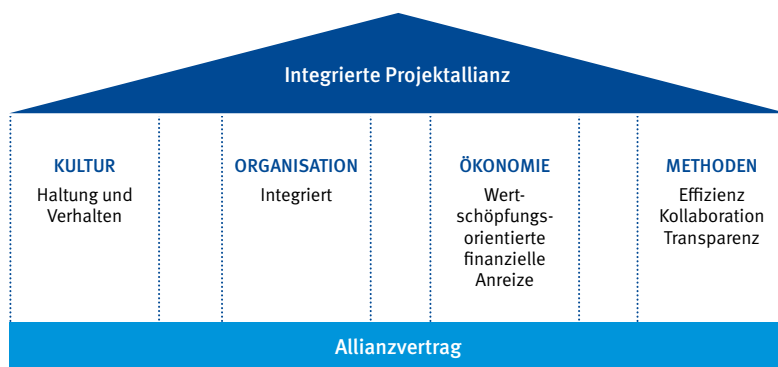 Integrierte Projektallianz
KULTUR
Haltung und
Verhalten
ORGANISATION
Integriert
ÖKONOMIE
Wert-
schöpfungs-
orientierte
finanzielle
Anreize
METHODEN
Effizienz
Kollaboration
Transparenz
Allianzvertrag